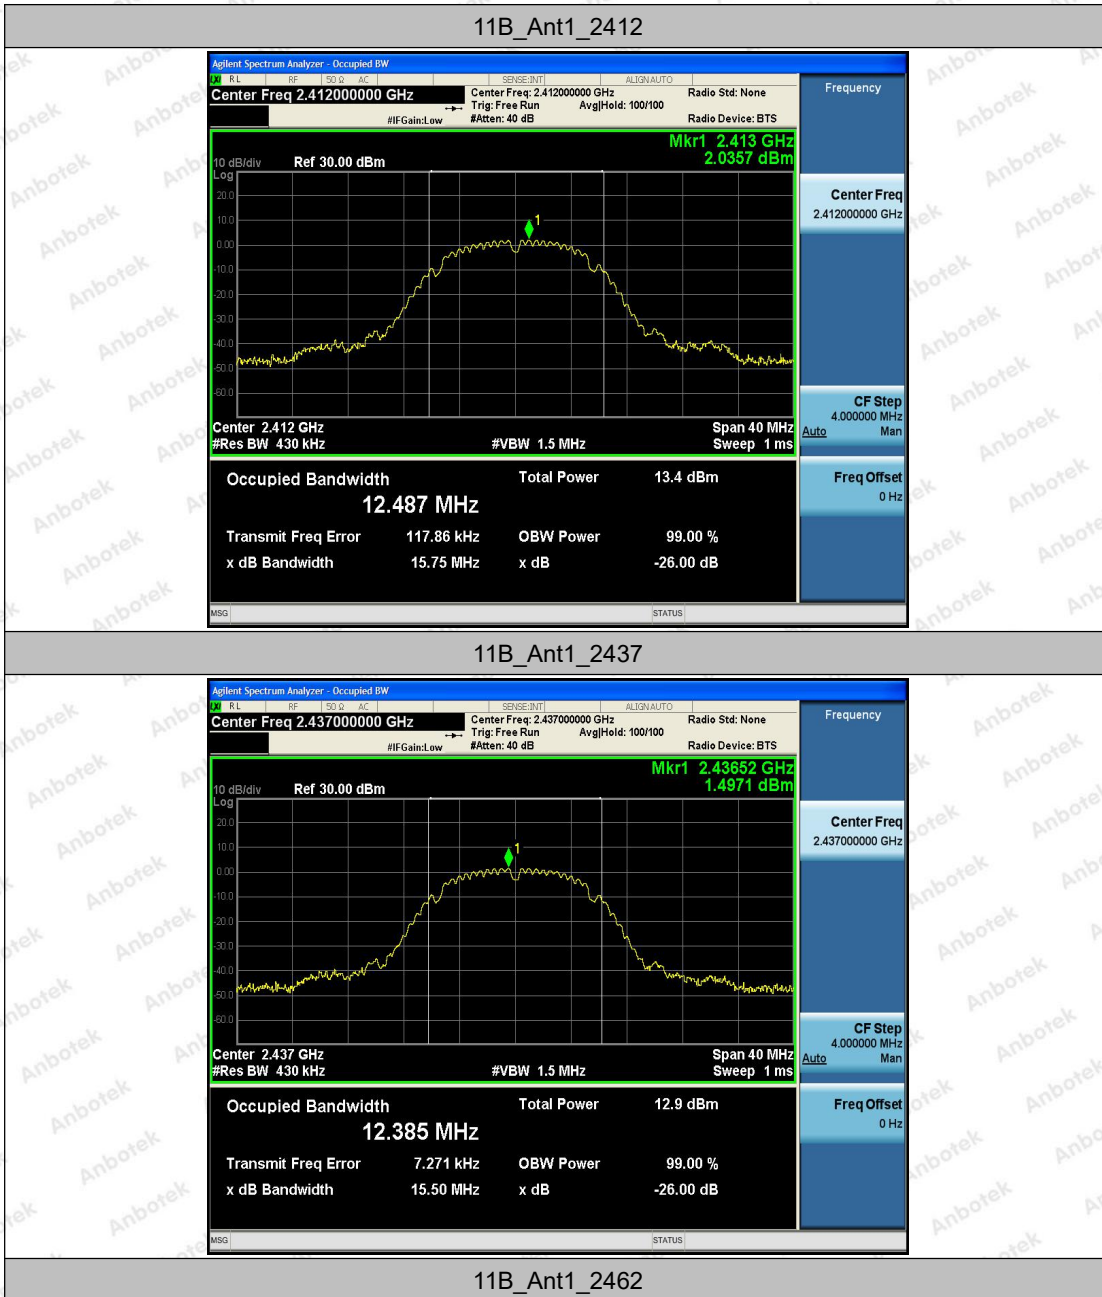 11B_Ant1_2412
Agilent Spectrum Analyzer - Occupied BW
LXI RL RF 50 Ω AC SENSE:INT ALIGNAUTO
Center Freq 2.412000000 GHz
Center Freq: 2.412000000 GHz Radio Std: None
Trig: Free Run Avg|Hold: 100/100
#IFGain:Low #Atten: 40 dB Radio Device: BTS
Mkr1 2.413 GHz
2.0357 dBm
10 dB/div Ref 30.00 dBm
Log
20.0
10.0
1
0.00
-10.0
-20.0
-30.0
-40.0
-50.0
-60.0
Center 2.412 GHz Span 40 MHz
#Res BW 430 kHz #VBW 1.5 MHz Sweep 1 ms
Occupied Bandwidth Total Power 13.4 dBm
12.487 MHz
Transmit Freq Error 117.86 kHz OBW Power 99.00 %
x dB Bandwidth 15.75 MHz x dB -26.00 dB
MSG STATUS
Frequency
Center Freq
2.412000000 GHz
CF Step
4.000000 MHz
Auto Man
Freq Offset
0 Hz
11B_Ant1_2437
Agilent Spectrum Analyzer - Occupied BW
LXI RL RF 50 Ω AC SENSE:INT ALIGNAUTO
Center Freq 2.437000000 GHz
Center Freq: 2.437000000 GHz Radio Std: None
Trig: Free Run Avg|Hold: 100/100
#IFGain:Low #Atten: 40 dB Radio Device: BTS
Mkr1 2.43652 GHz
1.4971 dBm
10 dB/div Ref 30.00 dBm
Log
20.0
10.0
1
0.00
-10.0
-20.0
-30.0
-40.0
-50.0
-60.0
Center 2.437 GHz Span 40 MHz
#Res BW 430 kHz #VBW 1.5 MHz Sweep 1 ms
Occupied Bandwidth Total Power 12.9 dBm
12.385 MHz
Transmit Freq Error 7.271 kHz OBW Power 99.00 %
x dB Bandwidth 15.50 MHz x dB -26.00 dB
MSG STATUS
Frequency
Center Freq
2.437000000 GHz
CF Step
4.000000 MHz
Auto Man
Freq Offset
0 Hz
11B_Ant1_2462